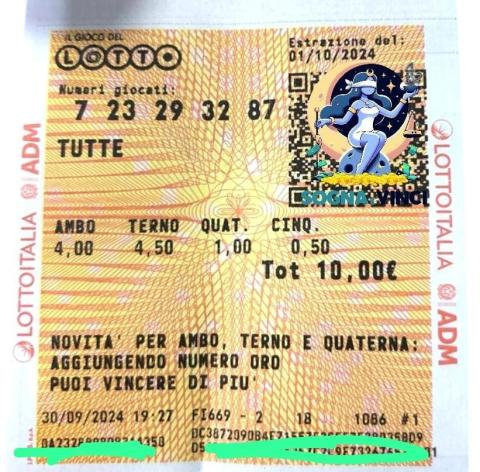 IL GIOCO DEL
LOTTO
Estrazione del:
01/10/2024
Numeri giocati:
7 23 29 32 87
TUTTE
SOGNA E VINCI
AMBO TERNO QUAT. CINQ.
4,00 4,50 1,00 0,50
Tot 10,00€
NOVITA' PER AMBO, TERNO E QUATERNA:
AGGIUNGENDO NUMERO ORO
PUOI VINCERE DI PIU'
30/09/2024 19:27 FI669 - 2 18 1086 #1
LOTTOITALIA ADM
LOTTOITALIA ADM